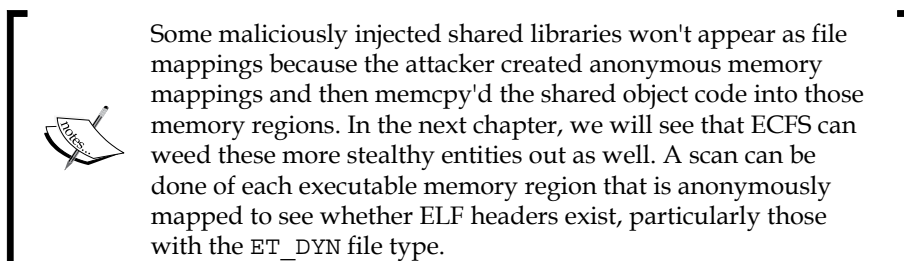 Some maliciously injected shared libraries won't appear as file
mappings because the attacker created anonymous memory
mappings and then memcpy'd the shared object code into those
memory regions. In the next chapter, we will see that ECFS can
weed these more stealthy entities out as well. A scan can be
done of each executable memory region that is anonymously
mapped to see whether ELF headers exist, particularly those
with the ET_DYN file type.
notes...